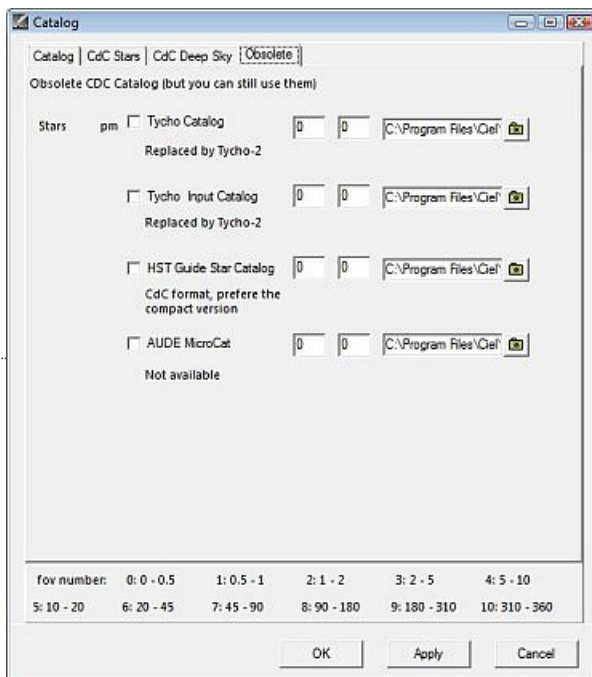 Catalog
Catalog CdC Stars CdC Deep Sky Obsolete
Obsolete CDC Catalog (but you can still use them)
Stars pm Tycho Catalog 0 0 C:\Program Files\Ciel\
Replaced by Tycho-2
Tycho Input Catalog 0 0 C:\Program Files\Ciel\
Replaced by Tycho-2
HST Guide Star Catalog 0 0 C:\Program Files\Ciel\
CdC format, prefere the
compact version
AUDE MicroCat 0 0 C:\Program Files\Ciel\
Not available
fov number: 0: 0 - 0.5 1: 0.5 - 1 2: 1 - 2 3: 2 - 5 4: 5 - 10
5: 10 - 20 6: 20 - 45 7: 45 - 90 8: 90 - 180 9: 180 - 310 10: 310 - 360
OK Apply Cancel